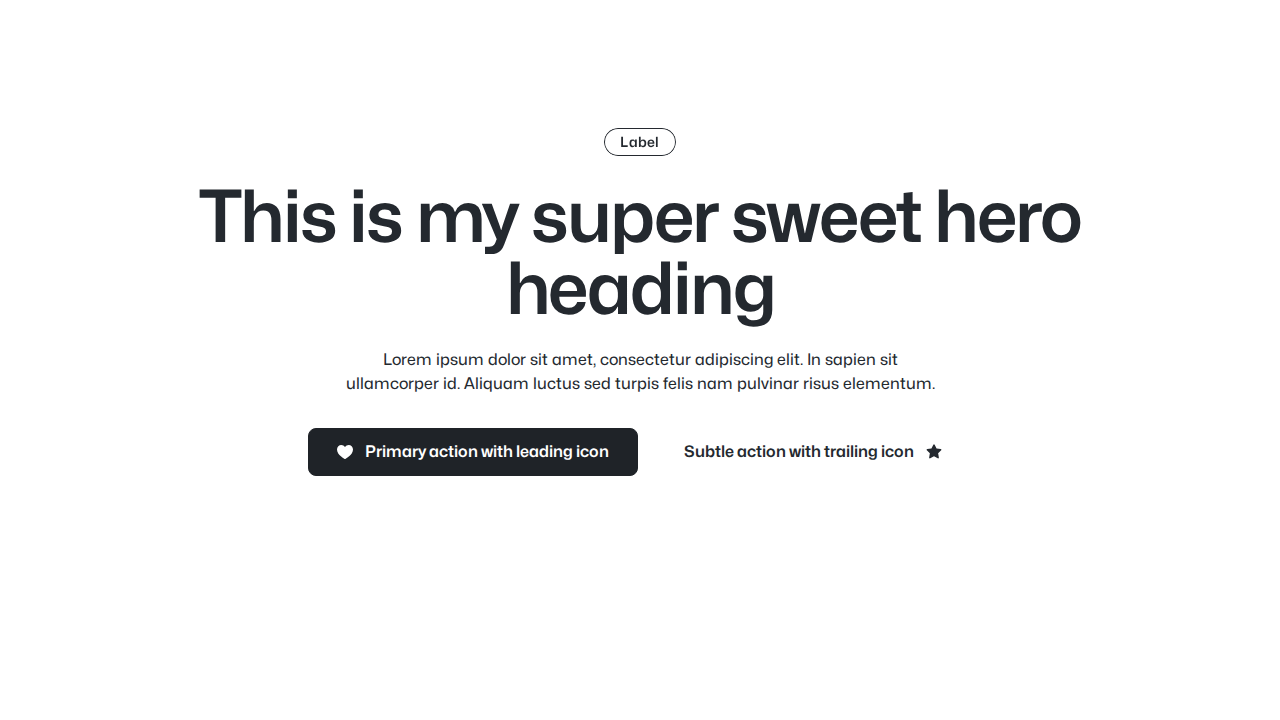 Label
This is my super sweet hero
heading
Lorem ipsum dolor sit amet, consectetur adipiscing elit. In sapien sit
ullamcorper id. Aliquam luctus sed turpis felis nam pulvinar risus elementum.
Primary action with leading icon
Subtle action with trailing icon